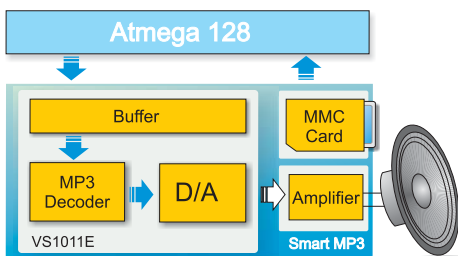 Atmega 128
Buffer
MMC
Card
MP3
Decoder
D/A
Amplifier
VS1011E
Smart MP3